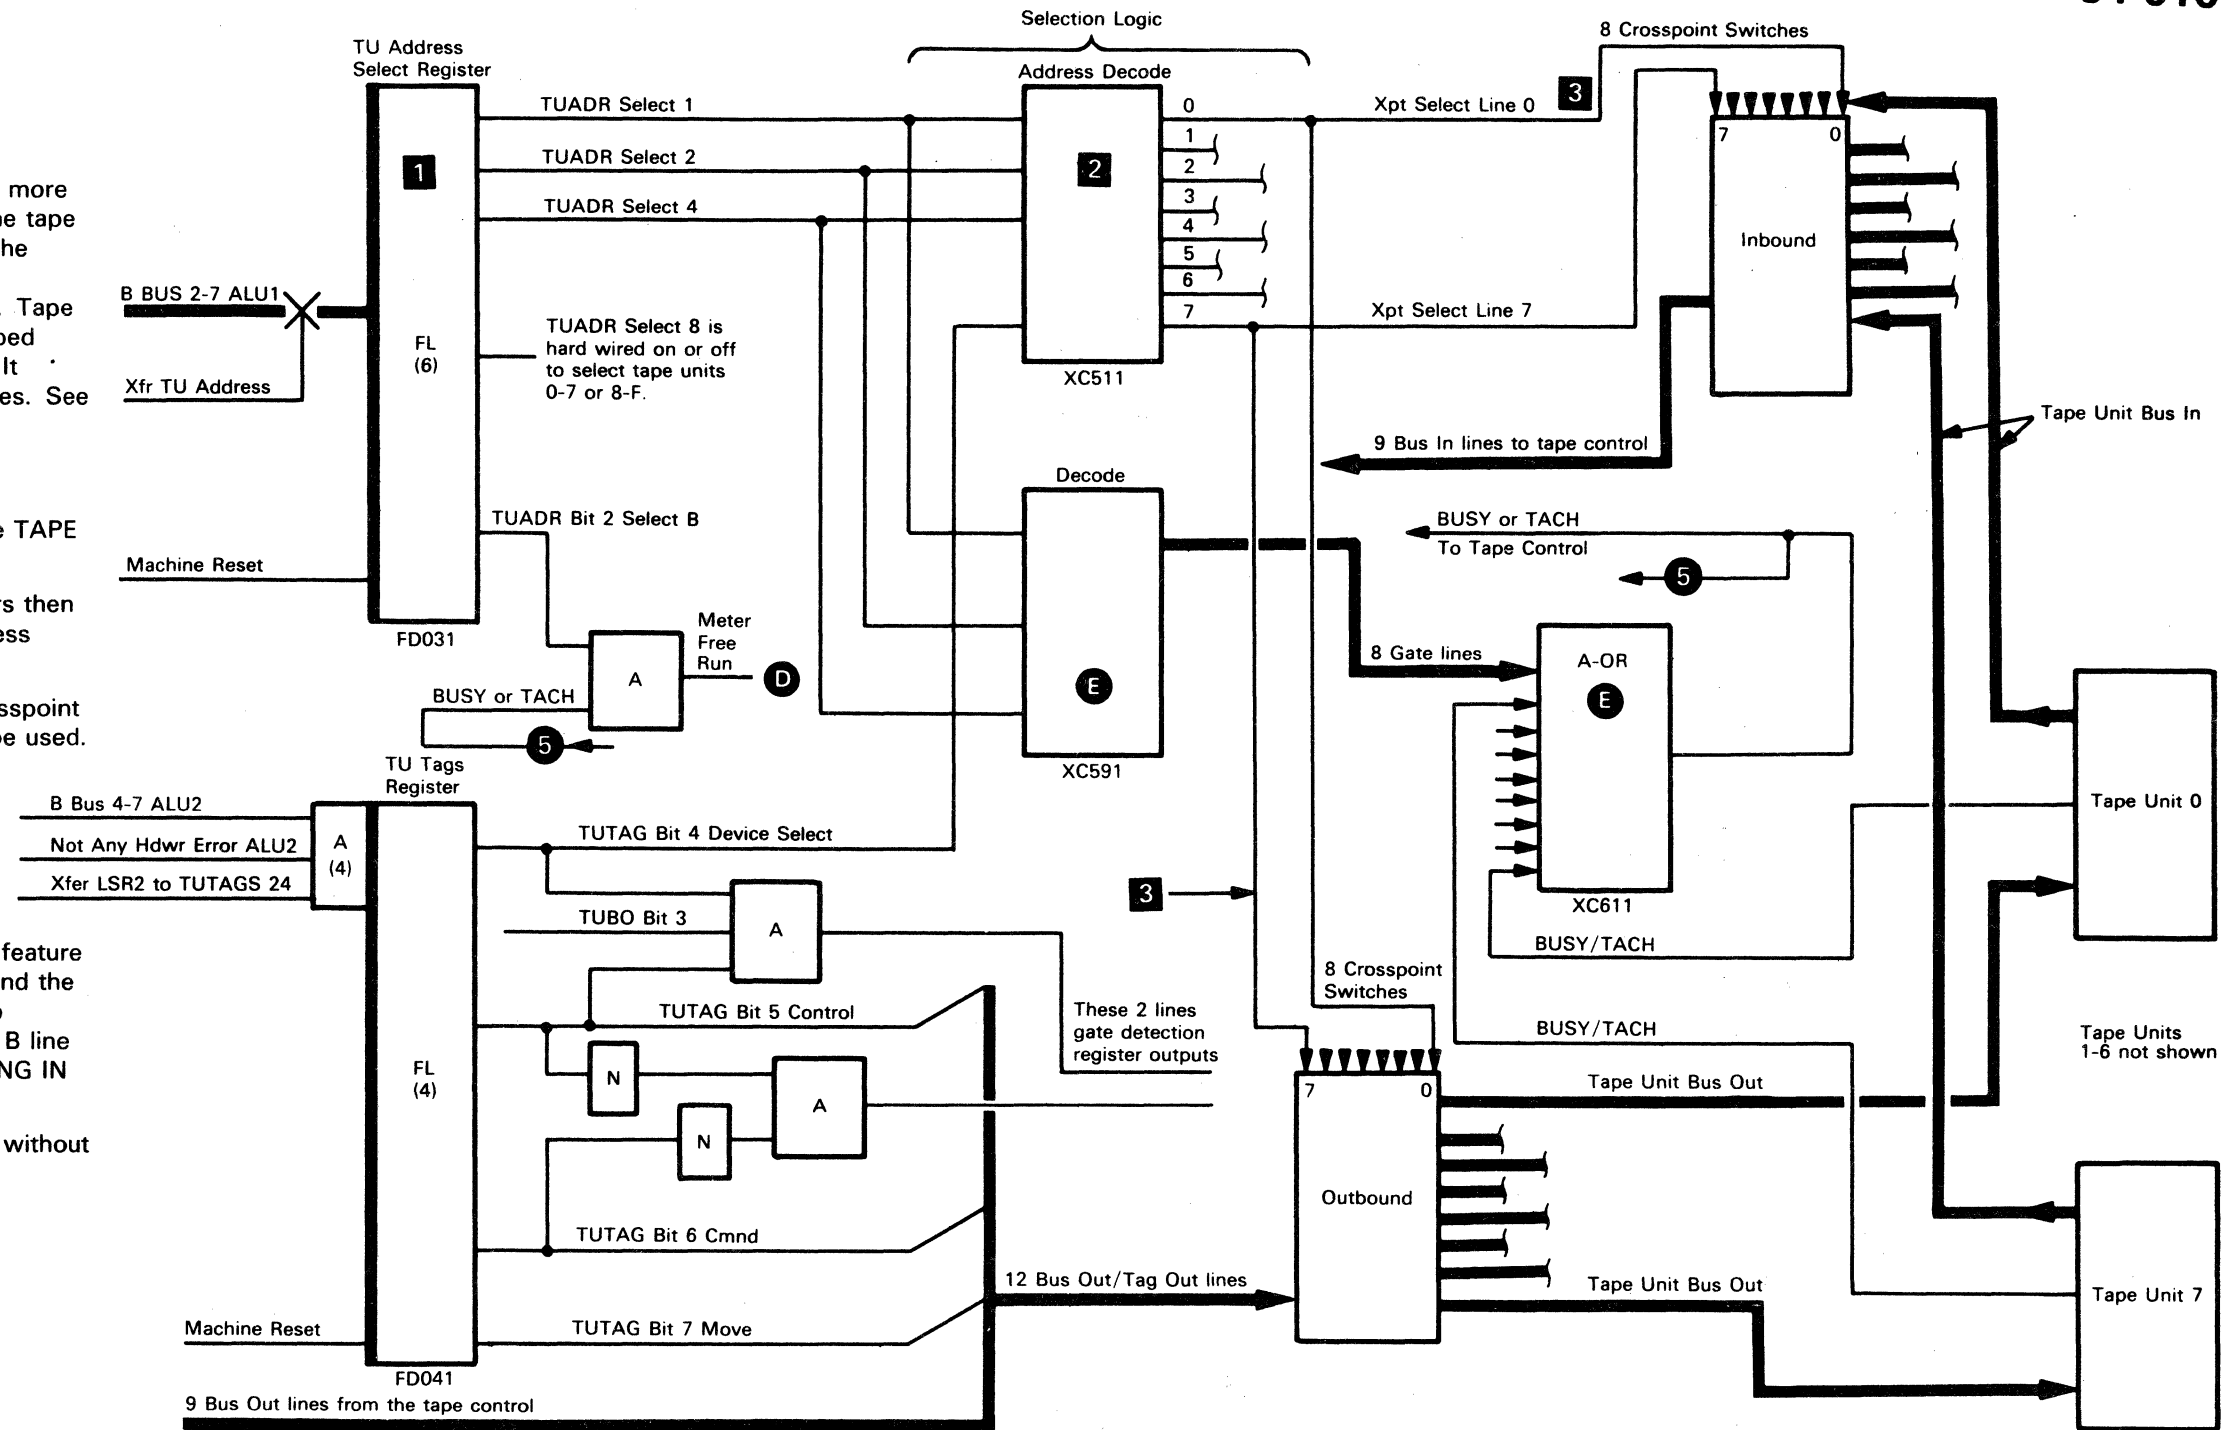 more
ne tape
he
. Tape
ped
It
es. See
e TAPE
rs then
ess
sspoint
be used.
feature
nd the
B line
NG IN
without
TU Address
Select Register
1
FL
(6)
FD031
B BUS 2-7 ALU1
Xfr TU Address
Machine Reset
TUADR Select 1
TUADR Select 2
TUADR Select 4
TUADR Select 8 is
hard wired on or off
to select tape units
0-7 or 8-F.
TUADR Bit 2 Select B
A
Meter
Free
Run
D
BUSY or TACH
5
Selection Logic
Address Decode
2
0
1
2
3
4
5
6
7
XC511
Xpt Select Line 0
3
8 Crosspoint Switches
Xpt Select Line 7
7 0
Inbound
Tape Unit Bus In
9 Bus In lines to tape control
Decode
E
XC591
BUSY or TACH
To Tape Control
5
8 Gate lines
A-OR
E
XC611
BUSY/TACH
BUSY/TACH
Tape Unit 0
Tape Units
1-6 not shown
Tape Unit 7
TU Tags
Register
B Bus 4-7 ALU2
Not Any Hdwr Error ALU2
Xfer LSR2 to TUTAGS 24
A
(4)
FL
(4)
FD041
Machine Reset
TUTAG Bit 4 Device Select
TUBO Bit 3
A
TUTAG Bit 5 Control
N
A
N
TUTAG Bit 6 Cmnd
TUTAG Bit 7 Move
9 Bus Out lines from the tape control
These 2 lines
gate detection
register outputs
12 Bus Out/Tag Out lines
3
8 Crosspoint
Switches
7 0
Outbound
Tape Unit Bus Out
Tape Unit Bus Out